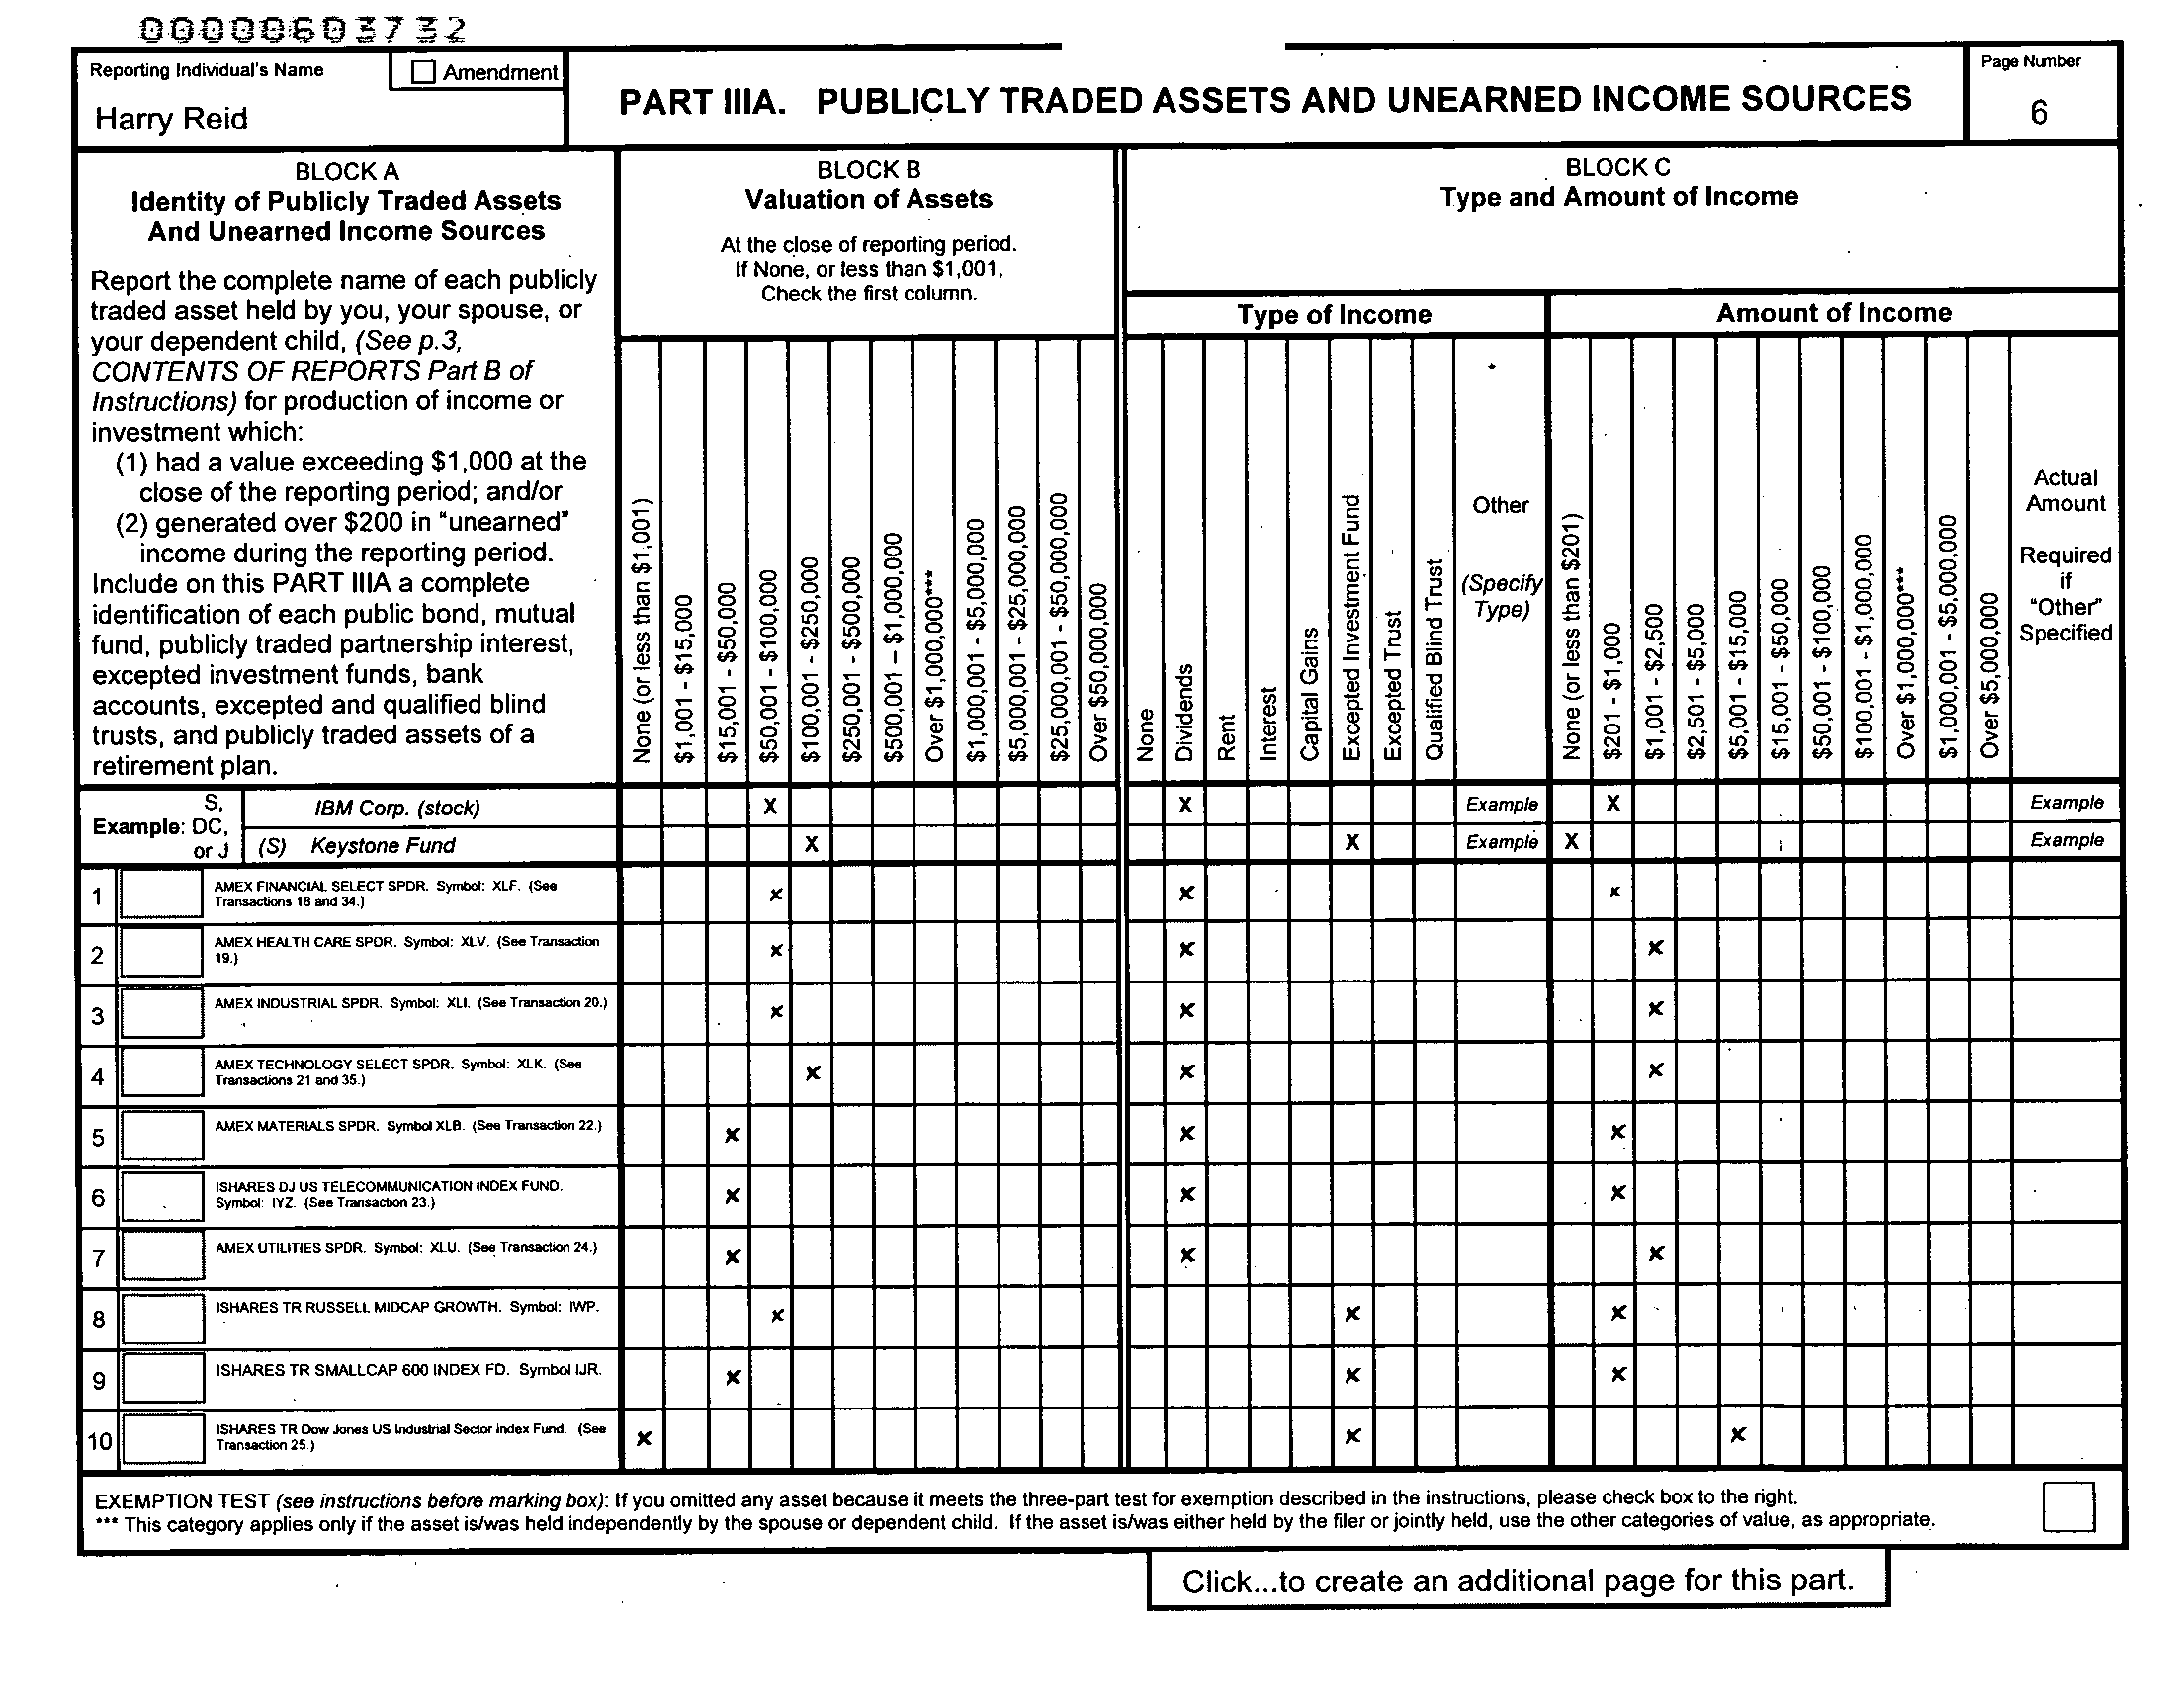 00000603732
Reporting Individual's Name
Amendment
Harry Reid
PART IIIA. PUBLICLY TRADED ASSETS AND UNEARNED INCOME SOURCES
Page Number
6
BLOCK A
Identity of Publicly Traded Assets
And Unearned Income Sources
Report the complete name of each publicly
traded asset held by you, your spouse, or
your dependent child, (See p.3,
CONTENTS OF REPORTS Part B of
Instructions) for production of income or
investment which:
(1) had a value exceeding $1,000 at the
close of the reporting period; and/or
(2) generated over $200 in "unearned"
income during the reporting period.
Include on this PART IIIA a complete
identification of each public bond, mutual
fund, publicly traded partnership interest,
excepted investment funds, bank
accounts, excepted and qualified blind
trusts, and publicly traded assets of a
retirement plan.
BLOCK B
Valuation of Assets
At the close of reporting period.
If None, or less than $1,001,
Check the first column.
None (or less than $1,001)
$1,001 - $15,000
$15,001 - $50,000
$50,001 - $100,000
$100,001 - $250,000
$250,001 - $500,000
$500,001 – $1,000,000
Over $1,000,000***
$1,000,001 - $5,000,000
$5,000,001 - $25,000,000
$25,000,001 - $50,000,000
Over $50,000,000
BLOCK C
Type and Amount of Income
Type of Income
None
Dividends
Rent
Interest
Capital Gains
Excepted Investment Fund
Excepted Trust
Qualified Blind Trust
Other
(Specify
Type)
Amount of Income
None (or less than $201)
$201 - $1,000
$1,001 - $2,500
$2,501 - $5,000
$5,001 - $15,000
$15,001 - $50,000
$50,001 - $100,000
$100,001 - $1,000,000
Over $1,000,000***
$1,000,001 - $5,000,000
Over $5,000,000
Actual
Amount
Required
if
"Other"
Specified
Example: S,
DC,
or J
IBM Corp. (stock) X X Example X Example
(S) Keystone Fund X X Example X Example
1 AMEX FINANCIAL SELECT SPDR. Symbol: XLF. (See x x x
Transactions 18 and 34.)
2 AMEX HEALTH CARE SPDR. Symbol: XLV. (See Transaction x x x
19.)
3 AMEX INDUSTRIAL SPDR. Symbol: XLI. (See Transaction 20.) x x x
4 AMEX TECHNOLOGY SELECT SPDR. Symbol: XLK. (See x x x
Transactions 21 and 35.)
5 AMEX MATERIALS SPDR. Symbol XLB. (See Transaction 22.) x x x
6 ISHARES DJ US TELECOMMUNICATION INDEX FUND. x x x
Symbol: IYZ. (See Transaction 23.)
7 AMEX UTILITIES SPDR. Symbol: XLU. (See Transaction 24.) x x x
8 ISHARES TR RUSSELL MIDCAP GROWTH. Symbol: IWP. x x x
9 ISHARES TR SMALLCAP 600 INDEX FD. Symbol IJR. x x x
10 ISHARES TR Dow Jones US Industrial Sector Index Fund. (See x x x
Transaction 25.)
EXEMPTION TEST (see instructions before marking box): If you omitted any asset because it meets the three-part test for exemption described in the instructions, please check box to the right.
*** This category applies only if the asset is/was held independently by the spouse or dependent child. If the asset is/was either held by the filer or jointly held, use the other categories of value, as appropriate.
Click...to create an additional page for this part.